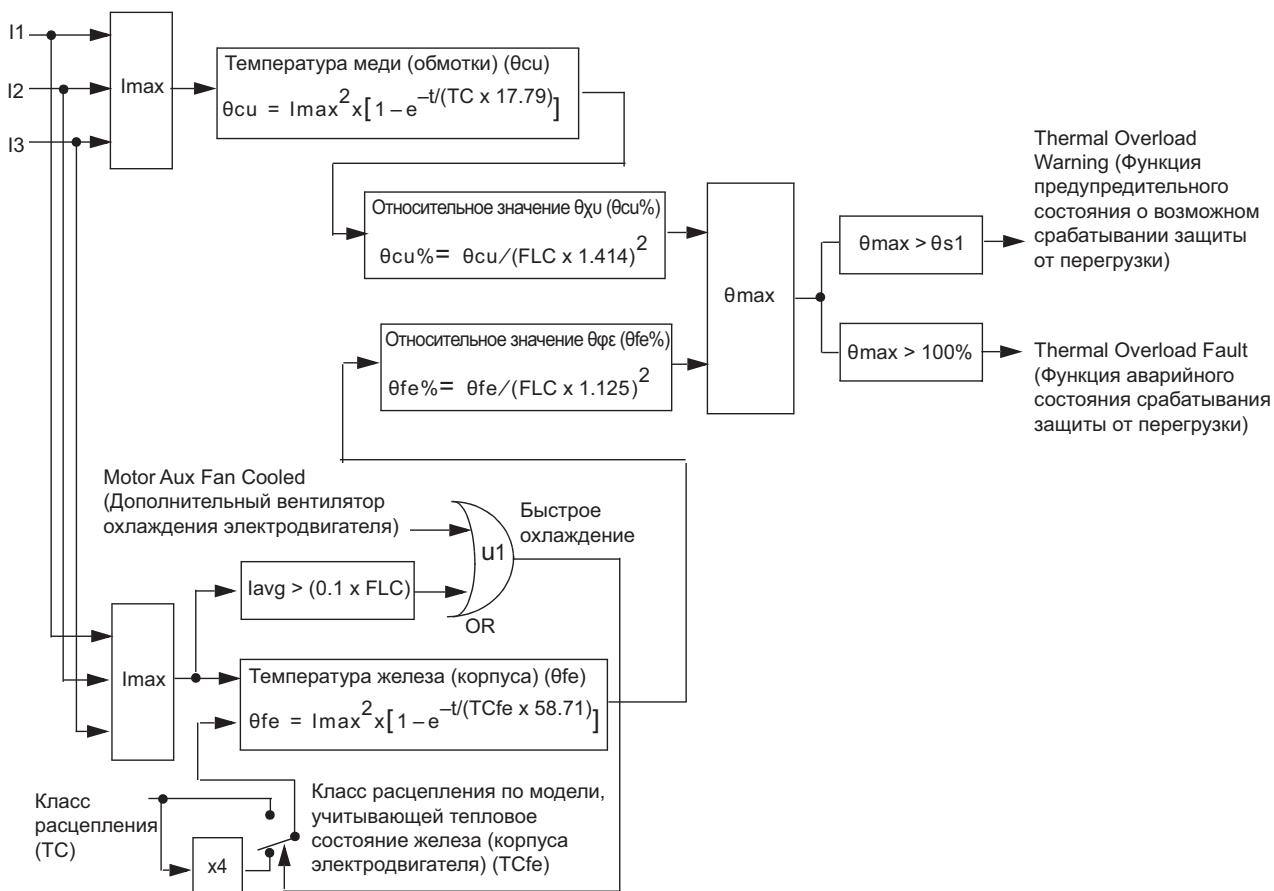 I1
I2
I3
Imax
Температура меди (обмотки) (θcu)
θcu = Imax² x[1–e^–t/(TC x 17.79)]
Относительное значение θχυ (θcu%)
θcu%= θcu/(FLC x 1.414)²
Относительное значение θφε (θfe%)
θfe%= θfe/(FLC x 1.125)²
θmax
θmax > θs1
θmax > 100%
Thermal Overload
Warning (Функция
предупредительного
состояния о возможном
срабатывании защиты
от перегрузки)
Thermal Overload Fault
(Функция аварийного
состояния срабатывания
защиты от перегрузки)
Motor Aux Fan Cooled
(Дополнительный вентилятор
охлаждения электродвигателя)
u1
OR
Быстрое
охлаждение
Iavg > (0.1 x FLC)
Imax
Температура железа (корпуса) (θfe)
θfe = Imax² x[1–e^–t/(TCfe x 58.71)]
Класс
расцепления
(TC)
x4
Класс расцепления по модели,
учитывающей тепловое
состояние железа (корпуса
электродвигателя) (TCfe)